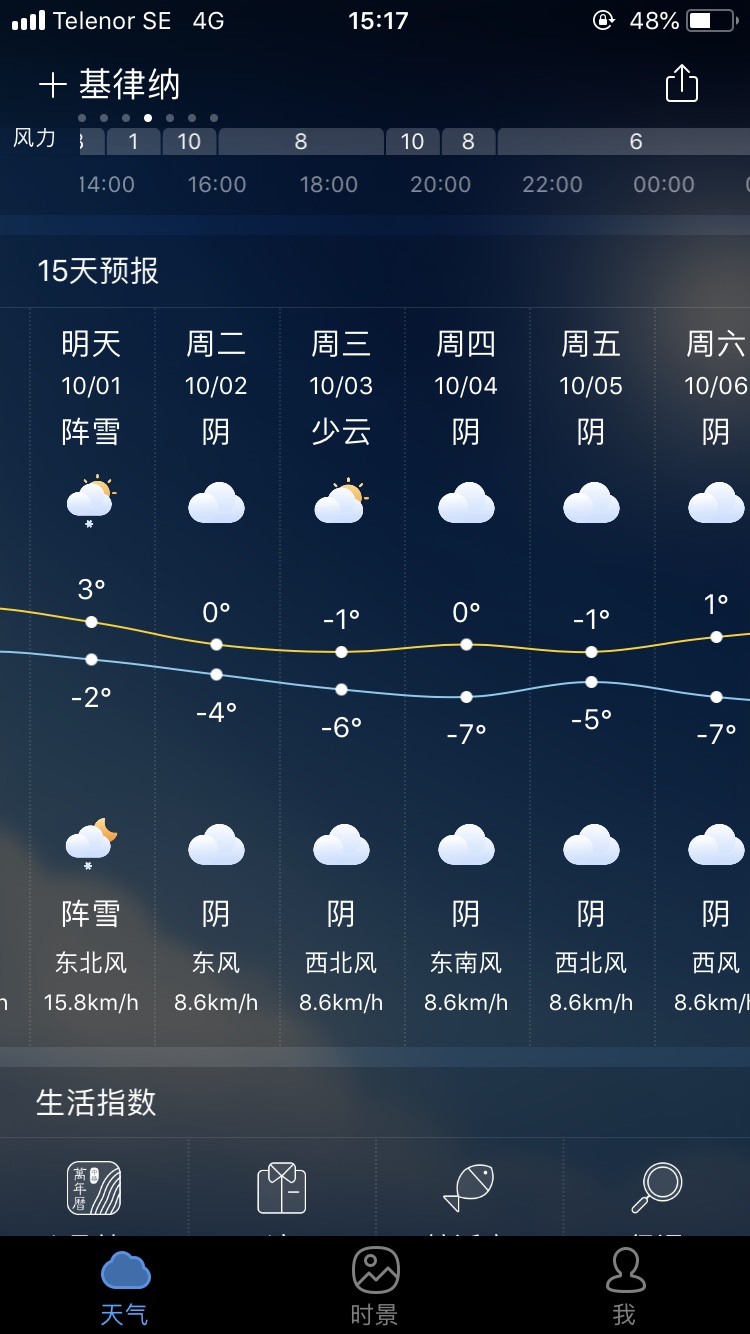 Telenor SE 4G 15:17 48%
基律纳
风力 1 10 8 10 8 6
14:00 16:00 18:00 20:00 22:00 00:00
15天预报
明天 周二 周三 周四 周五 周六
10/01 10/02 10/03 10/04 10/05 10/06
阵雪 阴 少云 阴 阴 阴
3° 0° -1° 0° -1° 1°
-2° -4° -6° -7° -5° -7°
阵雪 阴 阴 阴 阴 阴
东北风 东风 西北风 东南风 西北风 西风
15.8km/h 8.6km/h 8.6km/h 8.6km/h 8.6km/h 8.6km/h
生活指数
萬年曆
天气 时景 我